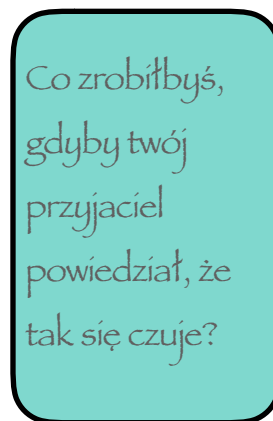 Co zrobiłbyś,
gdyby twój
przyjaciel
powiedział, że
tak się czuje?